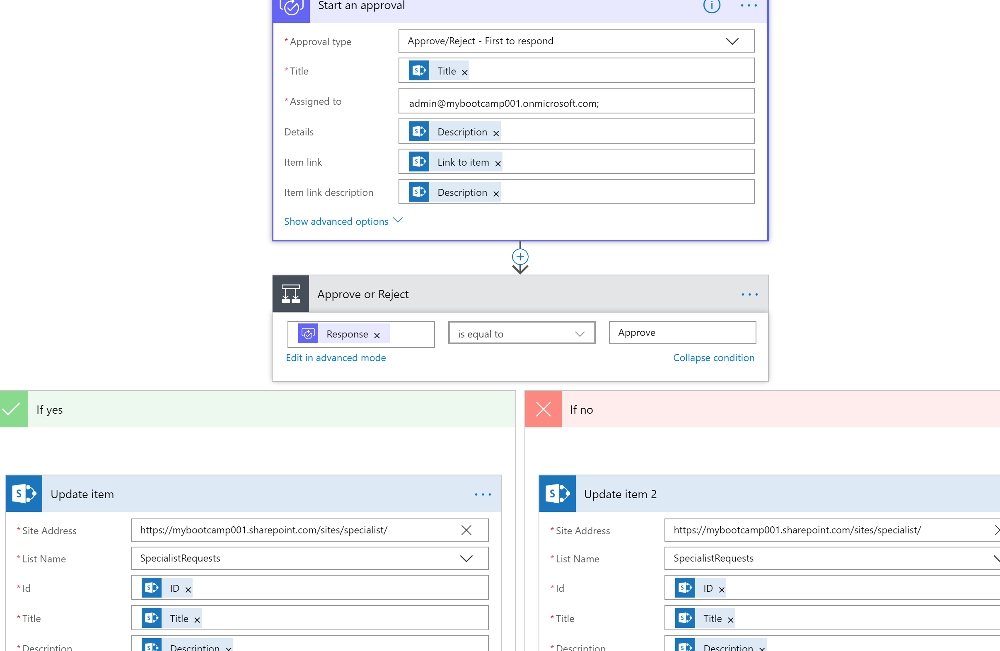 Start an approval
* Approval type
Approve/Reject - First to respond
* Title
Title ×
* Assigned to
admin@mybootcamp001.onmicrosoft.com;
Details
Description ×
Item link
Link to item ×
Item link description
Description ×
Show advanced options
Approve or Reject
Response ×
is equal to
Approve
Edit in advanced mode
Collapse condition
If yes
If no
Update item
* Site Address
https://mybootcamp001.sharepoint.com/sites/specialist/
* List Name
SpecialistRequests
* Id
ID ×
* Title
Title ×
* Description
Description ×
Update item 2
* Site Address
https://mybootcamp001.sharepoint.com/sites/specialist/
* List Name
SpecialistRequests
* Id
ID ×
* Title
Title ×
* Description
Description ×